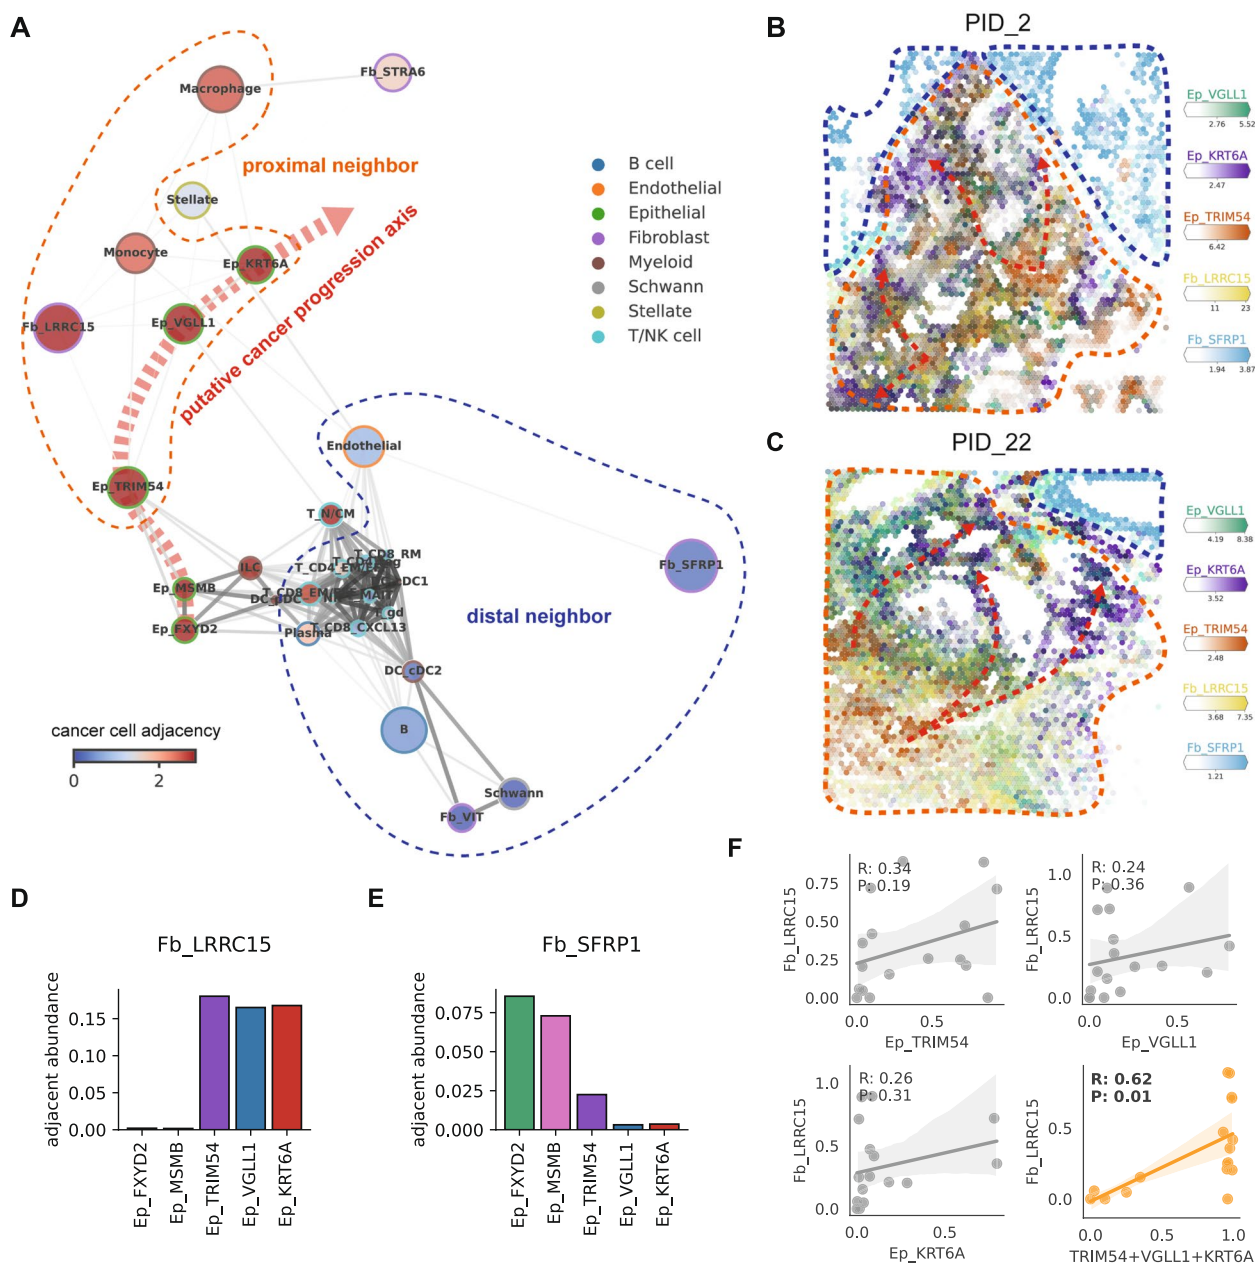 A
Macrophage
Fb_STRA6
proximal neighbor
Stellate
Monocyte
Ep_KRT6A
Fb_LRRC15
Ep_VGLL1
putative cancer progression axis
Ep_TRIM54
Endothelial
T_N/CM
T_CD8_RM
ILC
Ep_MSMB
Ep_FXYD2
Plasma
T_CD8_CXCL13
Fb_SFRP1
distal neighbor
DC_cDC2
B
Schwann
Fb_VIT
cancer cell adjacency
0 2
B cell
Endothelial
Epithelial
Fibroblast
Myeloid
Schwann
Stellate
T/NK cell
B
PID_2
Ep_VGLL1
2.76 5.52
Ep_KRT6A
2.47
Ep_TRIM54
6.42
Fb_LRRC15
11 23
Fb_SFRP1
1.94 3.87
C
PID_22
Ep_VGLL1
4.19 8.38
Ep_KRT6A
3.52
Ep_TRIM54
2.48
Fb_LRRC15
3.68 7.35
Fb_SFRP1
1.21
D
Fb_LRRC15
adjacent abundance
0.15
0.10
0.05
0.00
Ep_FXYD2
Ep_MSMB
Ep_TRIM54
Ep_VGLL1
Ep_KRT6A
E
Fb_SFRP1
adjacent abundance
0.075
0.050
0.025
0.000
Ep_FXYD2
Ep_MSMB
Ep_TRIM54
Ep_VGLL1
Ep_KRT6A
F
R: 0.34
P: 0.19
Fb_LRRC15
0.75
0.50
0.25
0.00
0.0 0.5
Ep_TRIM54
R: 0.24
P: 0.36
Fb_LRRC15
1.0
0.5
0.0
0.0 0.5
Ep_VGLL1
R: 0.26
P: 0.31
Fb_LRRC15
1.0
0.5
0.0
0.0 0.5
Ep_KRT6A
R: 0.62
P: 0.01
Fb_LRRC15
0.5
0.0
0.0 0.5 1.0
TRIM54+VGLL1+KRT6A